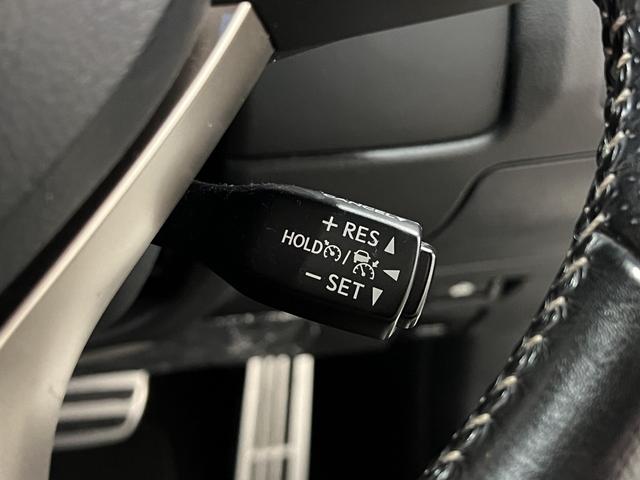 + RES ▲
HOLD / ◀
− SET ▼